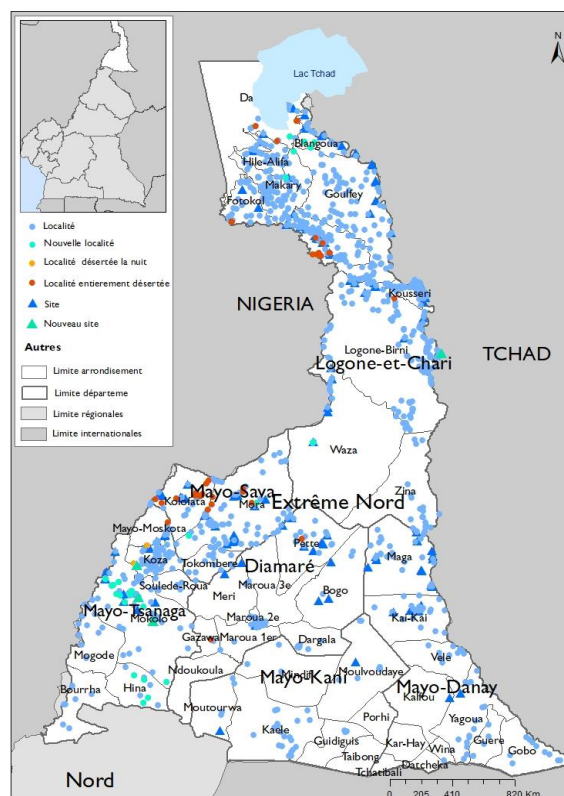 N
Lac Tchad
Da
Blangoua
Hile-Alifa
Makary
Goulfey
Fotokol
Localité
Nouvelle localité
Localité désertée la nuit
Localité entierement désertée
Site
Nouveau site
Autres
Limite arrondisement
Limite départeme
Limite régionales
Limite internationales
NIGERIA
Kousseri
Logone-Birni
Logone-et-Chari
TCHAD
Waza
Zina
Mayo-Sava
Kolofata
Mora
Extrême Nord
Mayo-Moskota
Koza
Tokombere
Pette
Maga
Diamaré
Soulede-Roua
Meri
Maroua 3e
Bogo
Mayo-Tsanaga
Mokolo
Maroua 2e
Kai-Kai
Gazawa
Maroua 1er
Dargala
Mogode
Ndoukoula
Vele
Mindif
Moulvoudaye
Mayo-Kani
Mayo-Danay
Bourrha
Hina
Moutourwa
Kalfou
Yagoua
Porhi
Kaele
Guidiguis
Kar-Hay
Wina
Guere
Gobo
Taibong
Datcheka
Tchatibali
Nord
0 205 410 820 Km